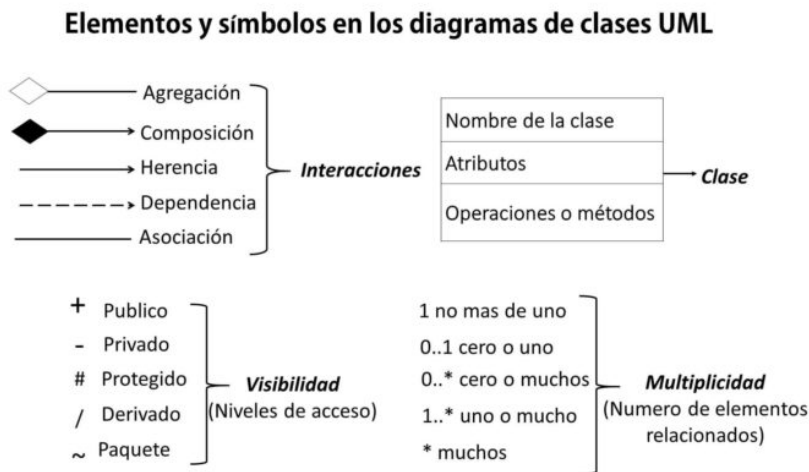 Elementos y símbolos en los diagramas de clases UML
Agregación
Composición
Herencia
Dependencia
Asociación
Interacciones
Nombre de la clase
Atributos
Operaciones o métodos
Clase
+ Publico
- Privado
# Protegido
/ Derivado
~ Paquete
Visibilidad
(Niveles de acceso)
1 no mas de uno
0..1 cero o uno
0..* cero o muchos
1..* uno o mucho
* muchos
Multiplicidad
(Numero de elementos
relacionados)